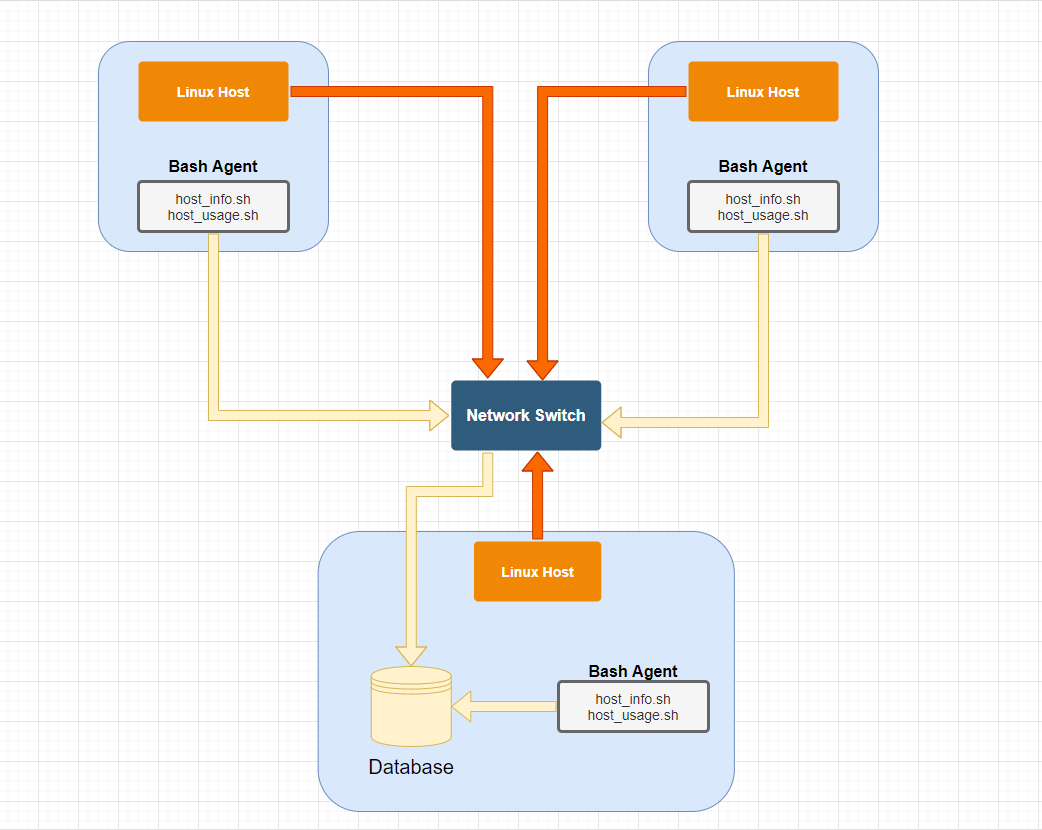 Linux Host
Linux Host
Bash Agent
host_info.sh
host_usage.sh
Bash Agent
host_info.sh
host_usage.sh
Network Switch
Linux Host
Bash Agent
host_info.sh
host_usage.sh
Database